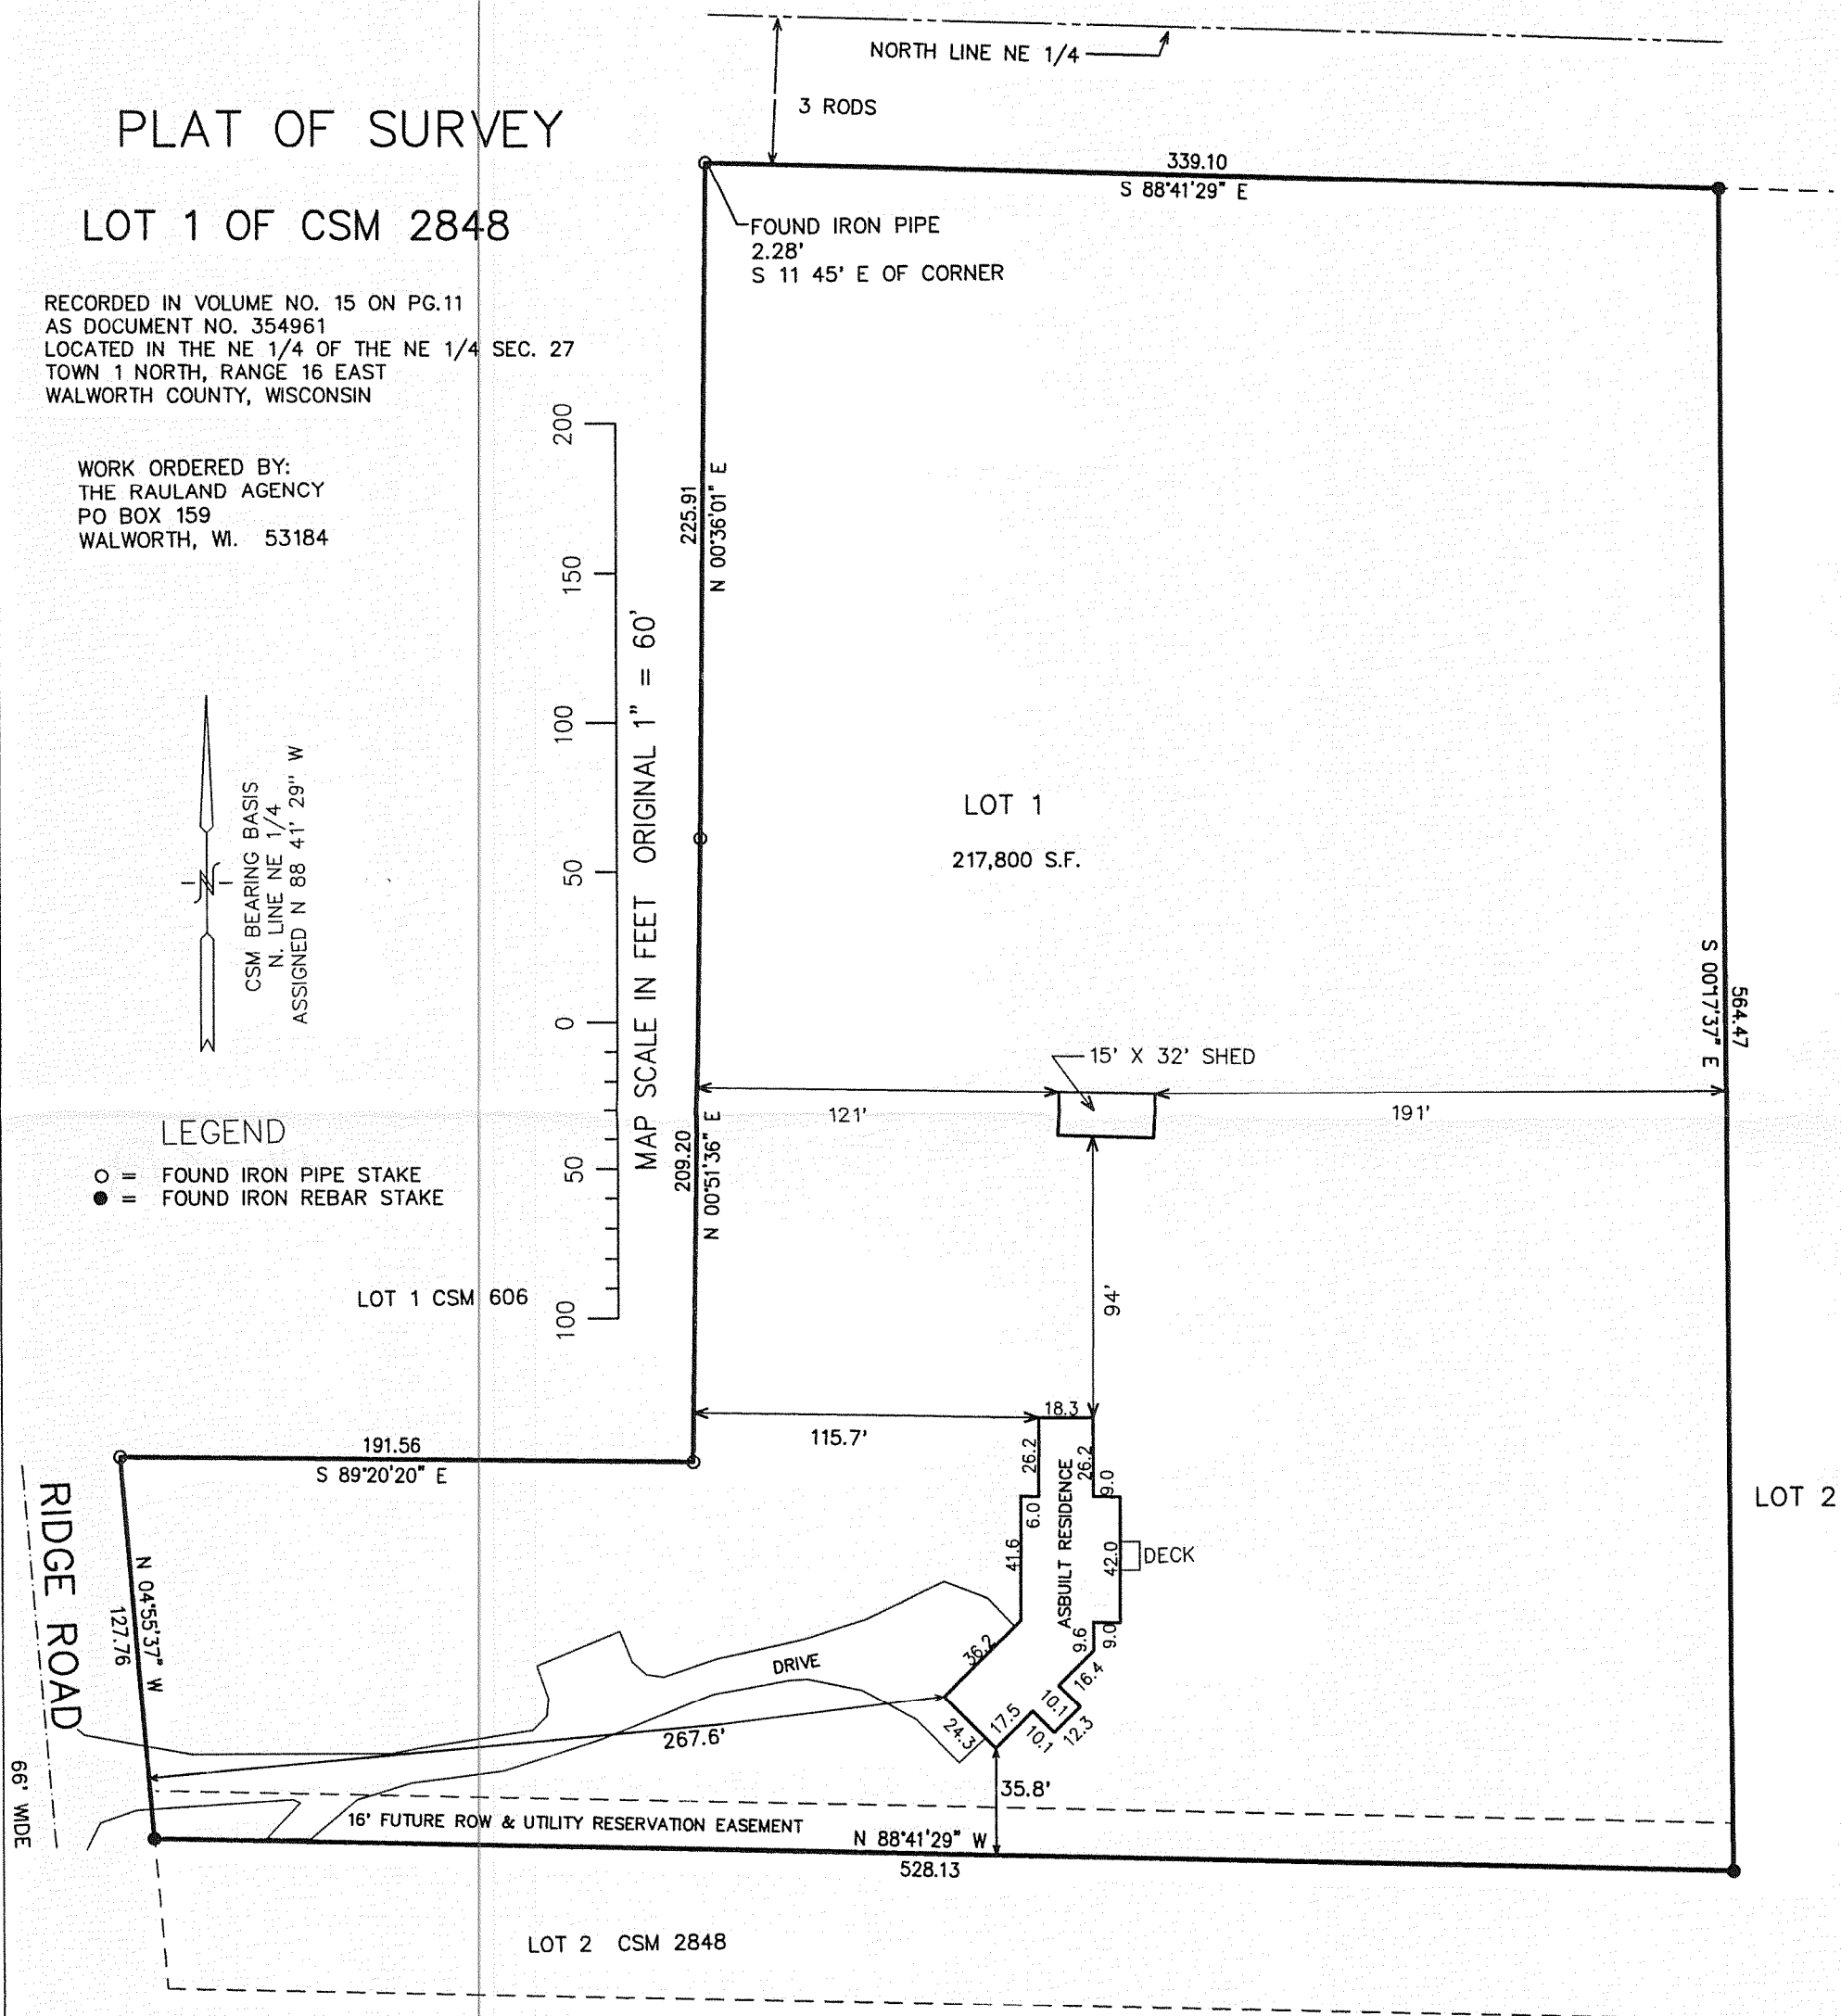 NORTH LINE NE 1/4
3 RODS
PLAT OF SURVEY
LOT 1 OF CSM 2848
RECORDED IN VOLUME NO. 15 ON PG.11
AS DOCUMENT NO. 354961
LOCATED IN THE NE 1/4 OF THE NE 1/4 SEC. 27
TOWN 1 NORTH, RANGE 16 EAST
WALWORTH COUNTY, WISCONSIN
WORK ORDERED BY:
THE RAULAND AGENCY
PO BOX 159
WALWORTH, WI. 53184
339.10
S 88°41'29" E
FOUND IRON PIPE
2.28'
S 11 45' E OF CORNER
225.91
N 00°36'01" E
200
150
100
50
0
50
100
MAP SCALE IN FEET ORIGINAL 1" = 60'
N
CSM BEARING BASIS
N. LINE NE 1/4
ASSIGNED N 88 41' 29" W
LOT 1
217,800 S.F.
S 00°17'37" E
564.47
15' X 32' SHED
121'
191'
209.20
N 00°51'36" E
94'
LEGEND
○ = FOUND IRON PIPE STAKE
● = FOUND IRON REBAR STAKE
LOT 1 CSM 606
115.7'
18.3
26.2
26.2
9.0
6.0
41.6
ASBUILT RESIDENCE
42.0
DECK
9.6
9.0
36.2
16.4
10.1
12.3
10.1
17.5
24.3
191.56
S 89°20'20" E
RIDGE ROAD
N 04°55'37" W
127.76
66' WIDE
DRIVE
267.6'
35.8'
16' FUTURE ROW & UTILITY RESERVATION EASEMENT
N 88°41'29" W
528.13
LOT 2
LOT 2 CSM 2848